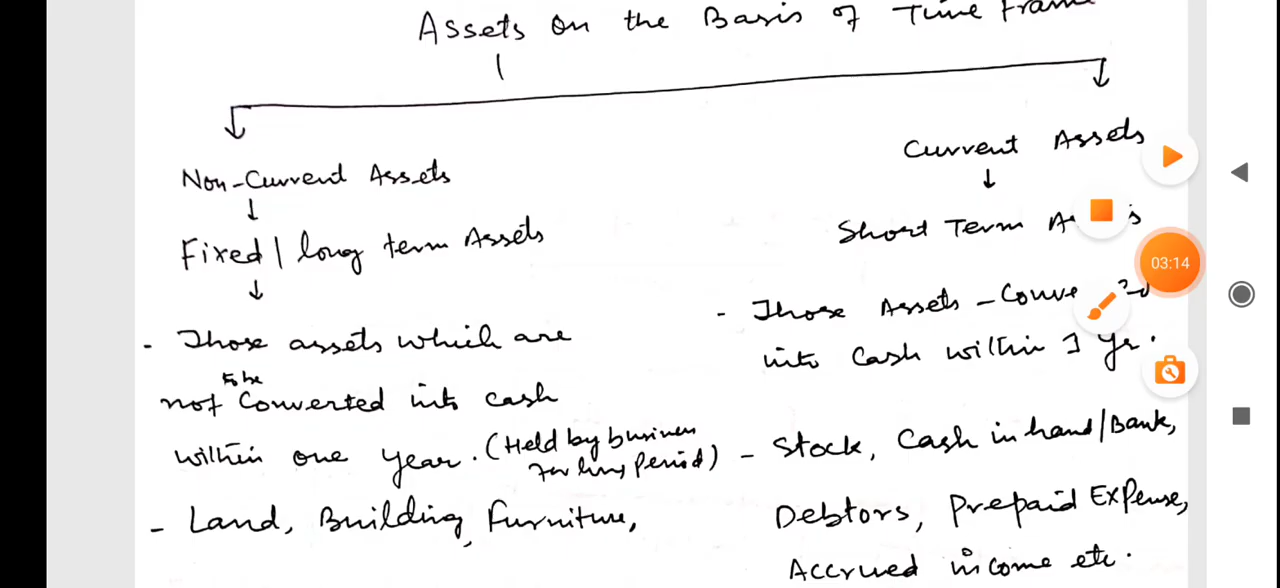 Assets on the Basis of Time Frame
Non-Current Assets
Fixed | long term Assets
- Those assets which are
to be
not converted into cash
within one year. (Held by business
for long Period)
- Land, Building, Furniture,
Current Assets
Short Term
- Those Assets - Conve
into Cash within 1 yr.
- Stock, Cash in hand/Bank,
Debtors, Prepaid Expense,
Accrued income etc.
03:14